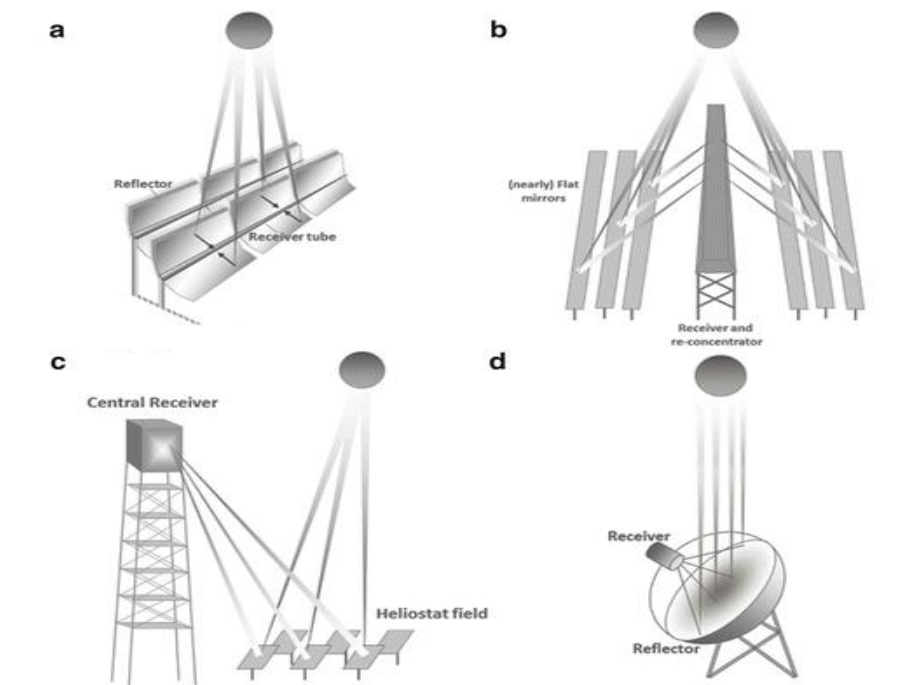 a
Reflector
Receiver tube
b
(nearly) Flat
mirrors
Receiver and
re-concentrator
c
Central Receiver
Heliostat field
d
Receiver
Reflector